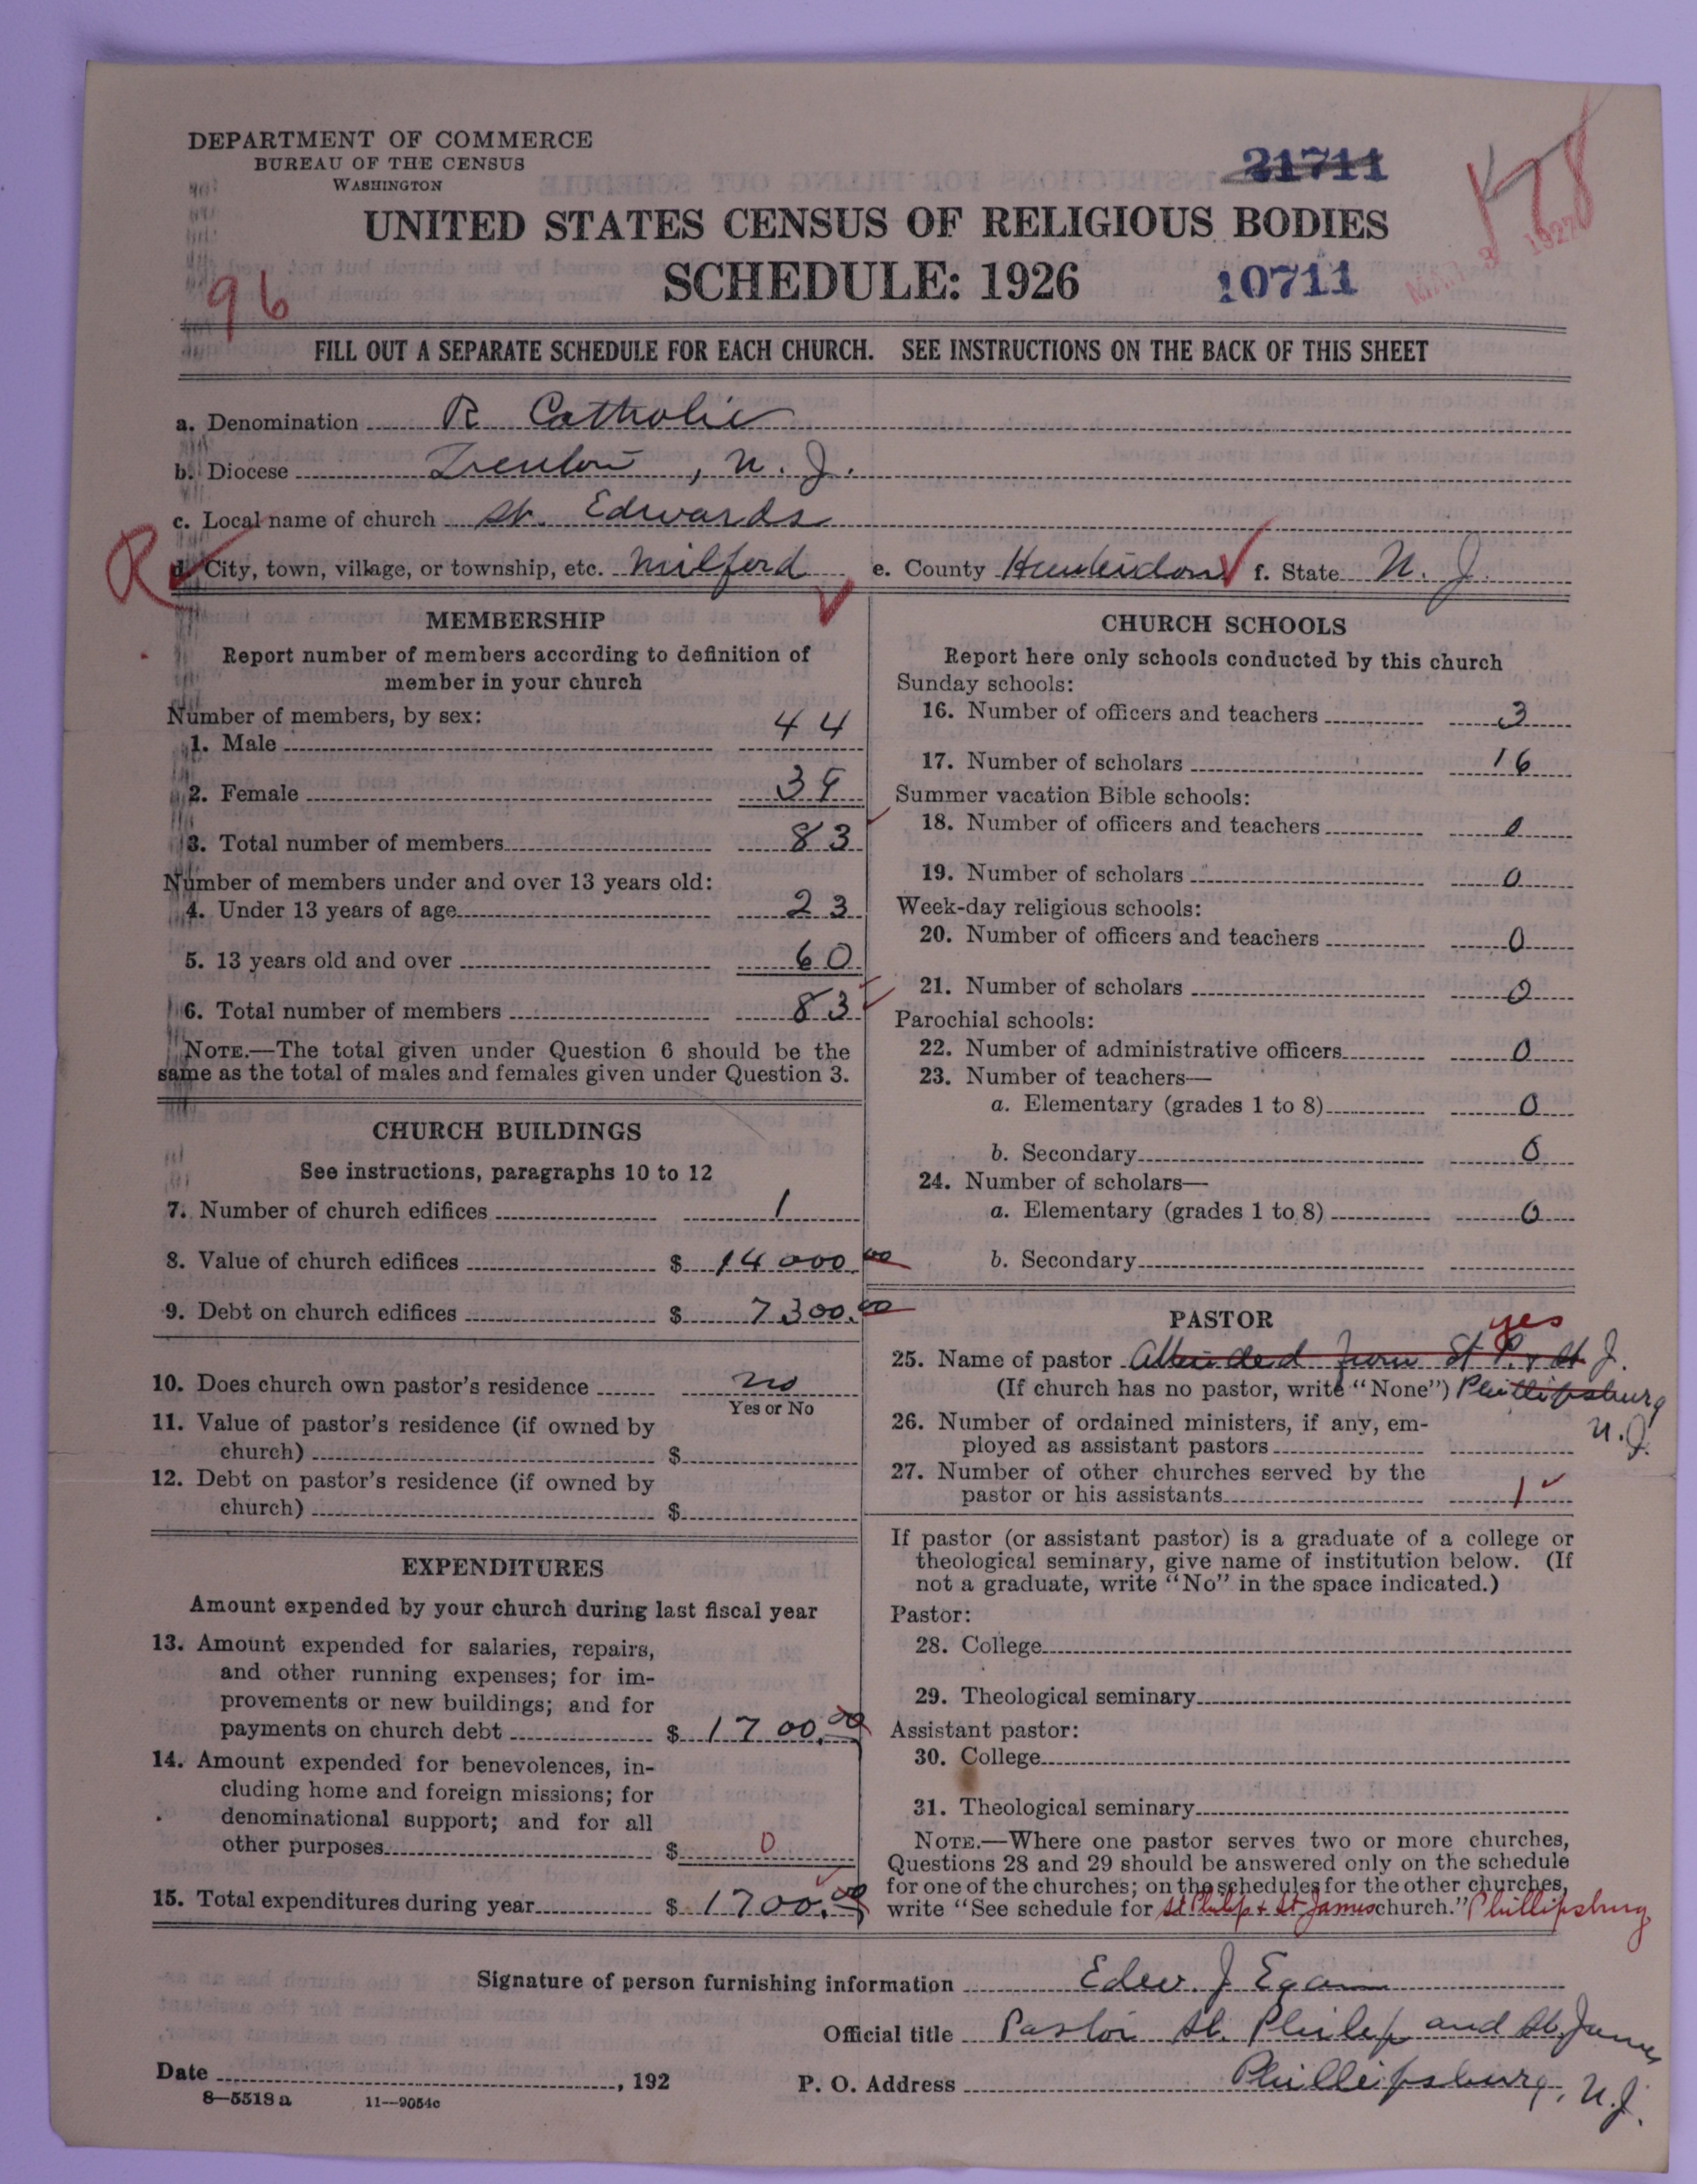 DEPARTMENT OF COMMERCE
BUREAU OF THE CENSUS
WASHINGTON
21711
178
UNITED STATES CENSUS OF RELIGIOUS BODIES
MAR 3 1927
96
SCHEDULE: 1926
10711
FILL OUT A SEPARATE SCHEDULE FOR EACH CHURCH. SEE INSTRUCTIONS ON THE BACK OF THIS SHEET
a. Denomination R Catholic
b. Diocese Trenton, N. J.
c. Local name of church St. Edwards
R d. City, town, village, or township, etc. Milford e. County Hunterdon f. State N. J.
MEMBERSHIP
Report number of members according to definition of
member in your church
Number of members, by sex:
1. Male 44
2. Female 39
3. Total number of members 83
Number of members under and over 13 years old:
4. Under 13 years of age 23
5. 13 years old and over 60
6. Total number of members 83
NOTE.—The total given under Question 6 should be the
same as the total of males and females given under Question 3.
CHURCH BUILDINGS
See instructions, paragraphs 10 to 12
7. Number of church edifices 1
8. Value of church edifices $ 14000.00
9. Debt on church edifices $ 7300.00
10. Does church own pastor's residence no
Yes or No
11. Value of pastor's residence (if owned by
church) $
12. Debt on pastor's residence (if owned by
church) $
EXPENDITURES
Amount expended by your church during last fiscal year
13. Amount expended for salaries, repairs,
and other running expenses; for im-
provements or new buildings; and for
payments on church debt $ 1700.00
14. Amount expended for benevolences, in-
cluding home and foreign missions; for
denominational support; and for all
other purposes $ 0
15. Total expenditures during year $ 1700.00
CHURCH SCHOOLS
Report here only schools conducted by this church
Sunday schools:
16. Number of officers and teachers 3
17. Number of scholars 16
Summer vacation Bible schools:
18. Number of officers and teachers 0
19. Number of scholars 0
Week-day religious schools:
20. Number of officers and teachers 0
21. Number of scholars 0
Parochial schools:
22. Number of administrative officers 0
23. Number of teachers—
a. Elementary (grades 1 to 8) 0
b. Secondary 0
24. Number of scholars—
a. Elementary (grades 1 to 8) 0
b. Secondary
PASTOR
yes
25. Name of pastor Attended from St P. & St J.
(If church has no pastor, write "None") Phillipsburg
N. J.
26. Number of ordained ministers, if any, em-
ployed as assistant pastors
27. Number of other churches served by the
pastor or his assistants 1
If pastor (or assistant pastor) is a graduate of a college or
theological seminary, give name of institution below. (If
not a graduate, write "No" in the space indicated.)
Pastor:
28. College
29. Theological seminary
Assistant pastor:
30. College
31. Theological seminary
NOTE.—Where one pastor serves two or more churches,
Questions 28 and 29 should be answered only on the schedule
for one of the churches; on the schedules for the other churches,
write "See schedule for St Philip & St James church." Phillipsburg
Signature of person furnishing information Edw. J Egan
Official title Pastor St. Philip and St. James
Date , 192
P. O. Address Phillipsburg, N. J.
8—5518 a 11—9054c